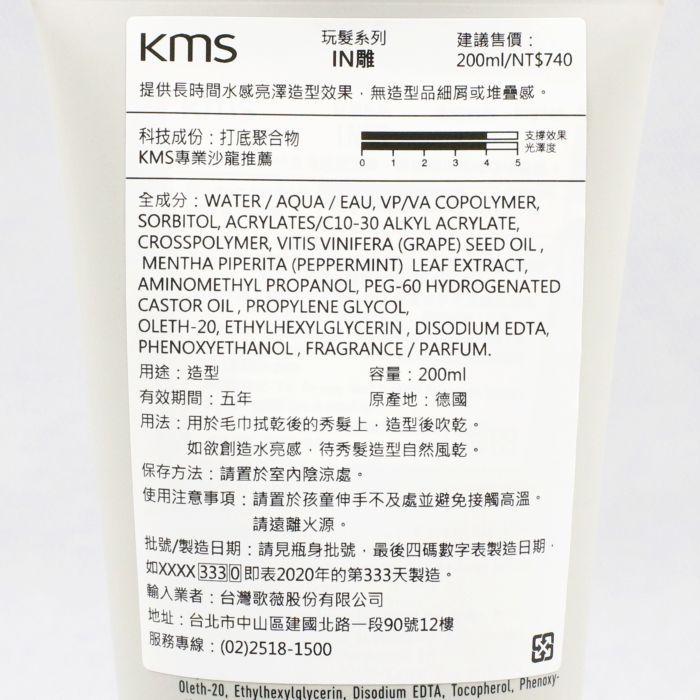 KMS
玩髮系列
IN雕
建議售價：
200ml/NT$740
提供長時間水感亮澤造型效果，無造型品細屑或堆疊感。
科技成份：打底聚合物
KMS專業沙龍推薦
支撐效果
光澤度
0 1 2 3 4 5
全成分：WATER / AQUA / EAU, VP/VA COPOLYMER,
SORBITOL, ACRYLATES/C10-30 ALKYL ACRYLATE,
CROSSPOLYMER, VITIS VINIFERA (GRAPE) SEED OIL ,
MENTHA PIPERITA (PEPPERMINT) LEAF EXTRACT,
AMINOMETHYL PROPANOL, PEG-60 HYDROGENATED
CASTOR OIL , PROPYLENE GLYCOL,
OLETH-20, ETHYLHEXYLGLYCERIN , DISODIUM EDTA,
PHENOXYETHANOL , FRAGRANCE / PARFUM.
用途：造型 容量：200ml
有效期間：五年 原產地：德國
用法：用於毛巾拭乾後的秀髮上，造型後吹乾。
如欲創造水亮感，待秀髮造型自然風乾。
保存方法：請置於室內陰涼處。
使用注意事項：請置於孩童伸手不及處並避免接觸高溫。
請遠離火源。
批號/製造日期：請見瓶身批號，最後四碼數字表製造日期，
如XXXX3330即表2020年的第333天製造。
輸入業者：台灣歌薇股份有限公司
地址：台北市中山區建國北路一段90號12樓
服務專線：(02)2518-1500
Oleth-20, Ethylhexylglycerin, Disodium EDTA, Tocopherol, Phenoxy-